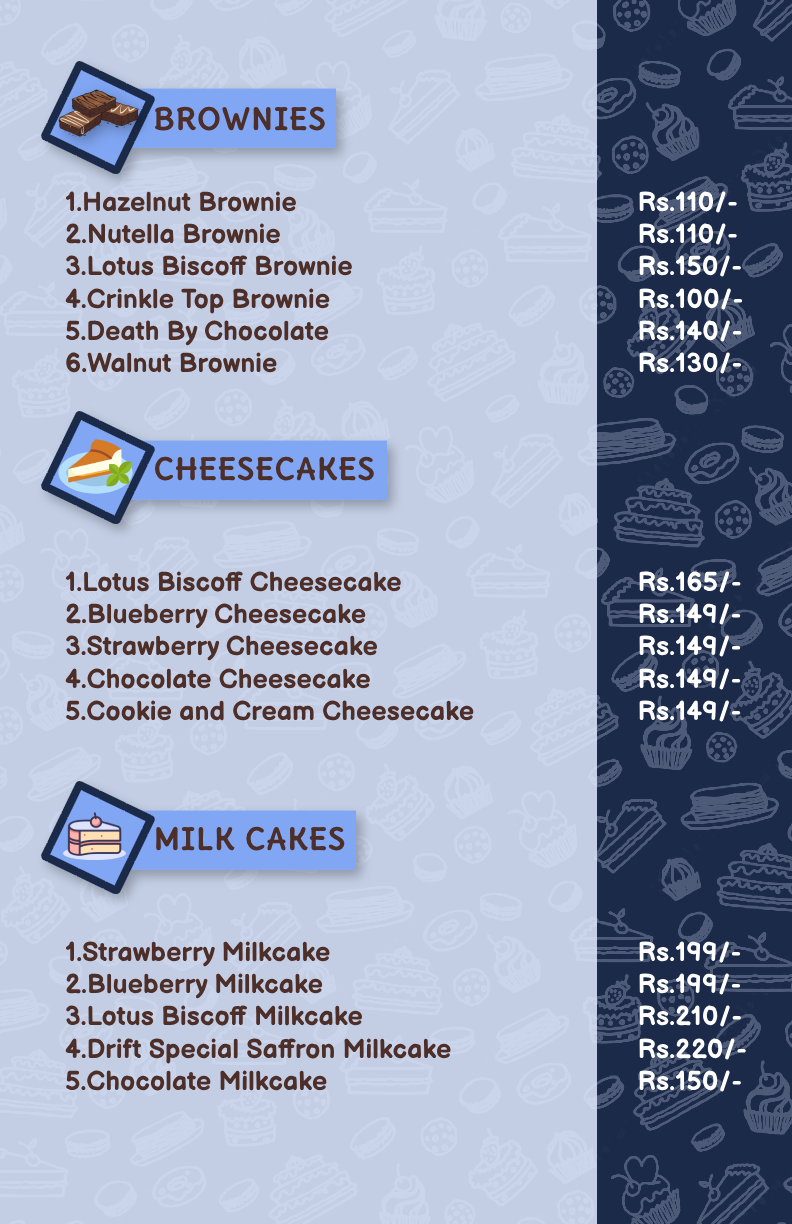 BROWNIES
1.Hazelnut Brownie Rs.110/-
2.Nutella Brownie Rs.110/-
3.Lotus Biscoff Brownie Rs.150/-
4.Crinkle Top Brownie Rs.100/-
5.Death By Chocolate Rs.140/-
6.Walnut Brownie Rs.130/-
CHEESECAKES
1.Lotus Biscoff Cheesecake Rs.165/-
2.Blueberry Cheesecake Rs.149/-
3.Strawberry Cheesecake Rs.149/-
4.Chocolate Cheesecake Rs.149/-
5.Cookie and Cream Cheesecake Rs.149/-
MILK CAKES
1.Strawberry Milkcake Rs.199/-
2.Blueberry Milkcake Rs.199/-
3.Lotus Biscoff Milkcake Rs.210/-
4.Drift Special Saffron Milkcake Rs.220/-
5.Chocolate Milkcake Rs.150/-